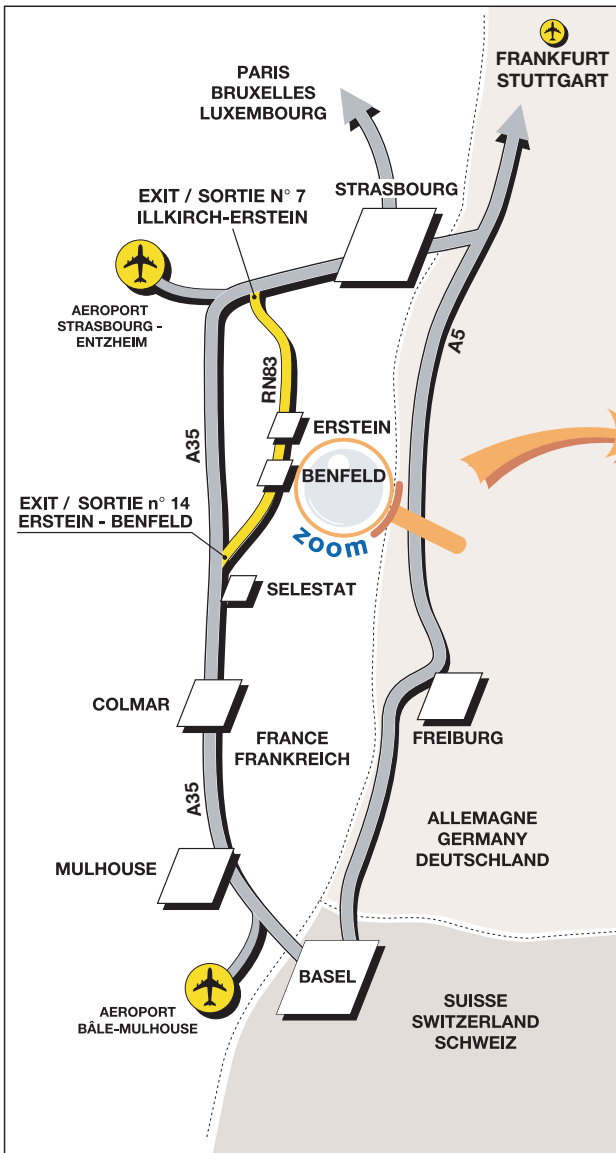 FRANKFURT
STUTTGART
PARIS
BRUXELLES
LUXEMBOURG
STRASBOURG
EXIT / SORTIE N° 7
ILLKIRCH-ERSTEIN
AEROPORT
STRASBOURG -
ENTZHEIM
A5
RN83
A35
ERSTEIN
BENFELD
zoom
EXIT / SORTIE n° 14
ERSTEIN - BENFELD
SELESTAT
COLMAR
FRANCE
FRANKREICH
FREIBURG
A35
ALLEMAGNE
GERMANY
DEUTSCHLAND
MULHOUSE
BASEL
AEROPORT
BÂLE-MULHOUSE
SUISSE
SWITZERLAND
SCHWEIZ